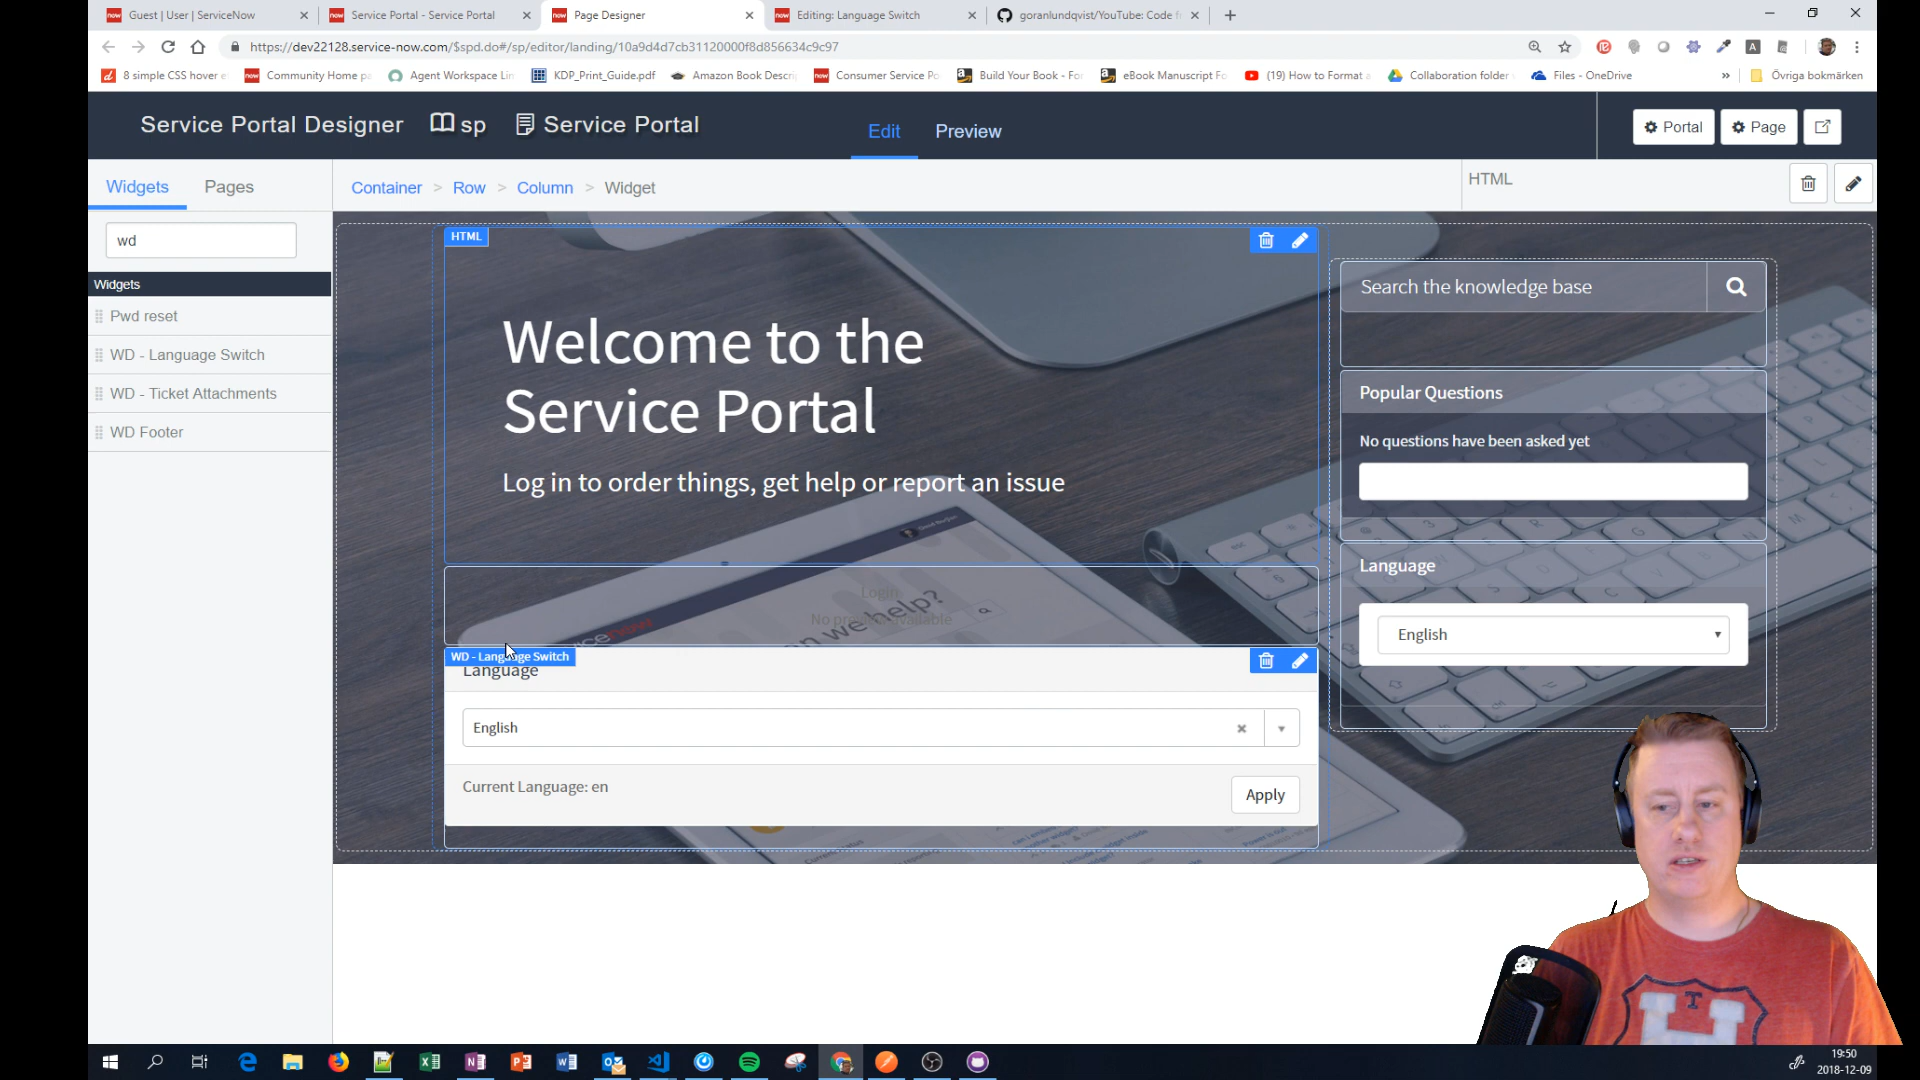 Guest | User | ServiceNow
Service Portal - Service Portal
Page Designer
Editing: Language Switch
goranlundqvist/YouTube: Code f
https://dev22128.service-now.com/$spd.do#/sp/editor/landing/10a9d4d7cb31120000f8d856634c9c97
8 simple CSS hover e
Community Home pa
Agent Workspace Lin
KDP_Print_Guide.pdf
Amazon Book Descri
Consumer Service Po
Build Your Book - Fo
eBook Manuscript Fo
(19) How to Format a
Collaboration folder
Files - OneDrive
»
Övriga bokmärken
Service Portal Designer
sp
Service Portal
Edit
Preview
Portal
Page
Widgets
Pages
Container > Row > Column > Widget
HTML
wd
Widgets
Pwd reset
WD - Language Switch
WD - Ticket Attachments
WD Footer
HTML
Welcome to the
Service Portal
Log in to order things, get help or report an issue
Login
No preview available
WD - Language Switch
Language
English
Current Language: en
Apply
Search the knowledge base
Popular Questions
No questions have been asked yet
Language
English
19:50
2018-12-09